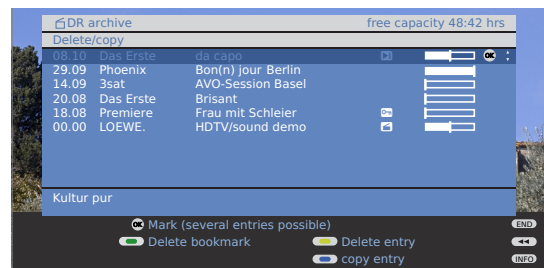 DR archive free capacity 48:42 hrs
Delete/copy
08.10 Das Erste da capo OK
29.09 Phoenix Bon(n) jour Berlin
14.09 3sat AVO-Session Basel
20.08 Das Erste Brisant
18.08 Premiere Frau mit Schleier
00.00 LOEWE. HDTV/sound demo
Kultur pur
OK Mark (several entries possible) END
Delete bookmark Delete entry
copy entry INFO